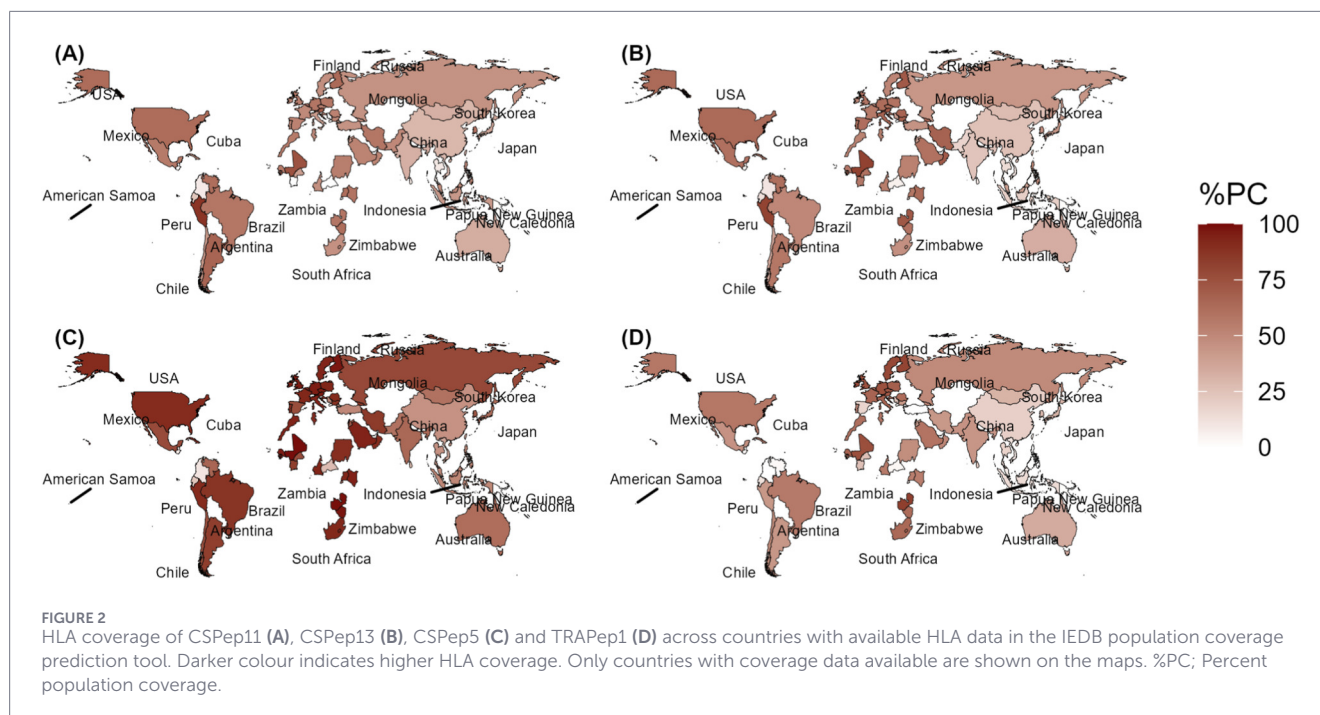 (A)
Finland
Russia
USA
Mongolia
South Korea
Mexico
Cuba
China
Japan
American Samoa
Indonesia
Zambia
Papua New Guinea
New Caledonia
Peru
Brazil
Argentina
Zimbabwe
Australia
South Africa
Chile
(B)
Finland
Russia
USA
Mongolia
South Korea
Mexico
Cuba
China
Japan
American Samoa
Indonesia
Zambia
Papua New Guinea
New Caledonia
Peru
Brazil
Argentina
Zimbabwe
Australia
South Africa
Chile
%PC
100
75
50
25
0
(C)
Finland
Russia
USA
Mongolia
South Korea
Mexico
Cuba
China
Japan
American Samoa
Indonesia
Zambia
Papua New Guinea
New Caledonia
Peru
Brazil
Argentina
Zimbabwe
Australia
South Africa
Chile
(D)
Finland
Russia
USA
Mongolia
South Korea
Mexico
Cuba
China
Japan
American Samoa
Indonesia
Zambia
Papua New Guinea
New Caledonia
Peru
Brazil
Argentina
Zimbabwe
Australia
South Africa
Chile
FIGURE 2
HLA coverage of CSPep11 (A), CSPep13 (B), CSPep5 (C) and TRAPep1 (D) across countries with available HLA data in the IEDB population coverage
prediction tool. Darker colour indicates higher HLA coverage. Only countries with coverage data available are shown on the maps. %PC; Percent
population coverage.